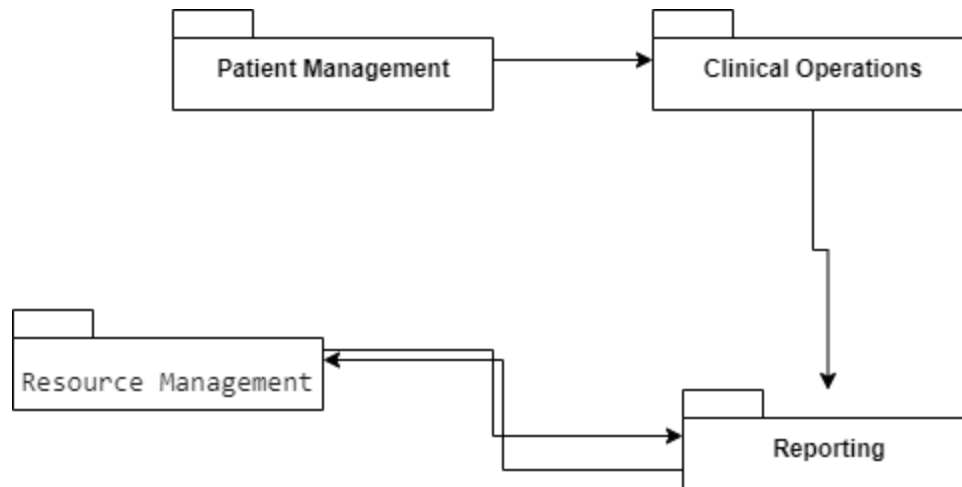 Patient Management
Clinical Operations
Resource Management
Reporting